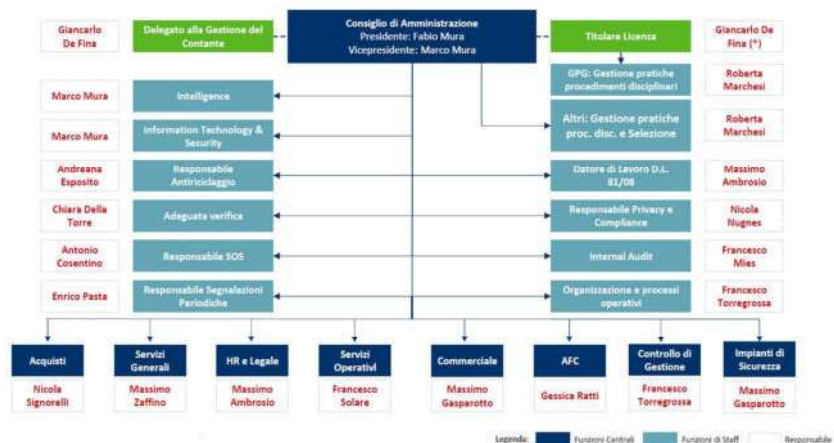 Consiglio di Amministrazione
Presidente: Fabio Mura
Vicepresidente: Marco Mura
Giancarlo
De Fina
Delegato alla Gestione del
Contante
Titolare Licenza
Giancarlo
De Fina (*)
GPG: Gestione pratiche
procedimenti disciplinari
Roberta
Marchesi
Marco Mura
Intelligence
Altri: Gestione pratiche
proc. disc. e Selezione
Roberta
Marchesi
Marco Mura
Information Technology &
Security
Andreana
Esposito
Responsabile
Antiriciclaggio
Datore di Lavoro D.L.
81/08
Massimo
Ambrosio
Chiara Della
Torre
Adeguata verifica
Responsabile Privacy e
Compliance
Nicola
Nugnes
Antonio
Cosentino
Responsabile SOS
Internal Audit
Francesco
Mies
Enrico Pasta
Responsabile Segnalazioni
Periodiche
Organizzazione e processi
operativi
Francesco
Torregrossa
Acquisti
Servizi
Generali
HR e Legale
Servizi
Operativi
Commerciale
AFC
Controllo di
Gestione
Impianti di
Sicurezza
Nicola
Signorelli
Massimo
Zaffino
Massimo
Ambrosio
Francesco
Solare
Massimo
Gasparotto
Gessica Ratti
Francesco
Torregrossa
Massimo
Gasparotto
Legenda: Funzioni Centrali Funzioni di Staff Responsabile